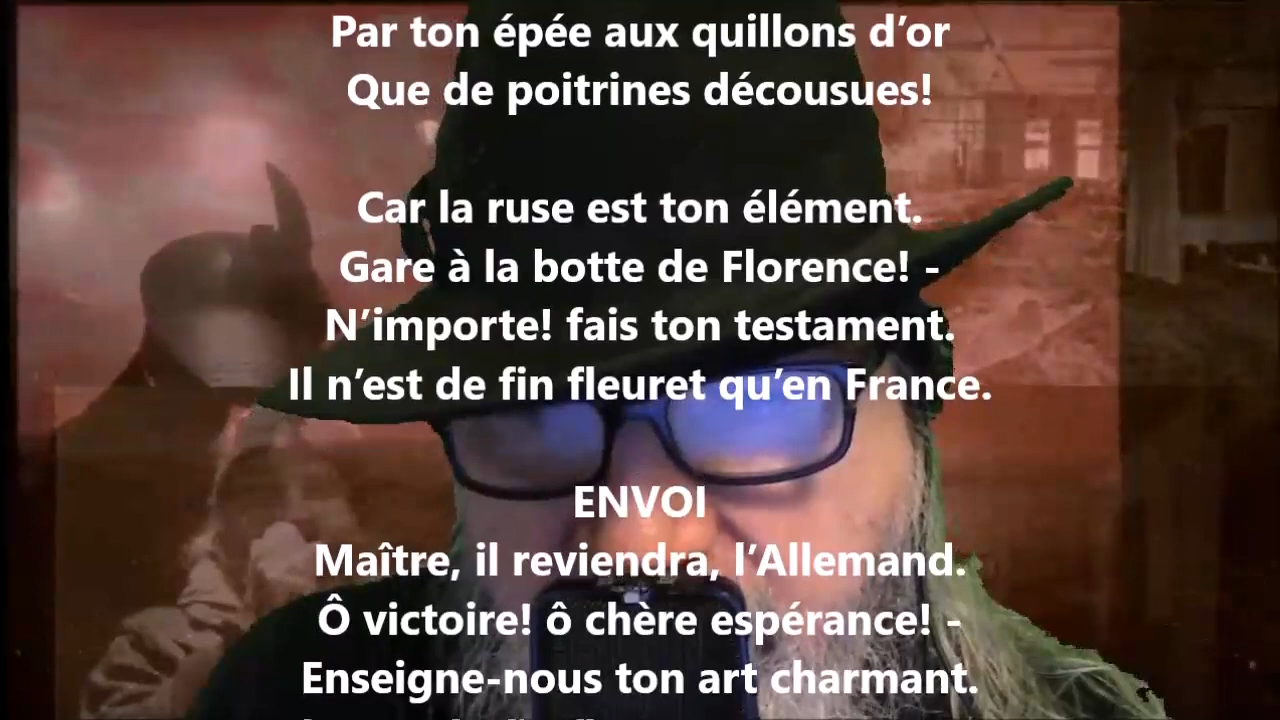 Par ton épée aux quillons d’or
Que de poitrines décousues!
Car la ruse est ton élément.
Gare à la botte de Florence! -
N’importe! fais ton testament.
Il n’est de fin fleuret qu’en France.
ENVOI
Maître, il reviendra, l’Allemand.
Ô victoire! ô chère espérance! -
Enseigne-nous ton art charmant.